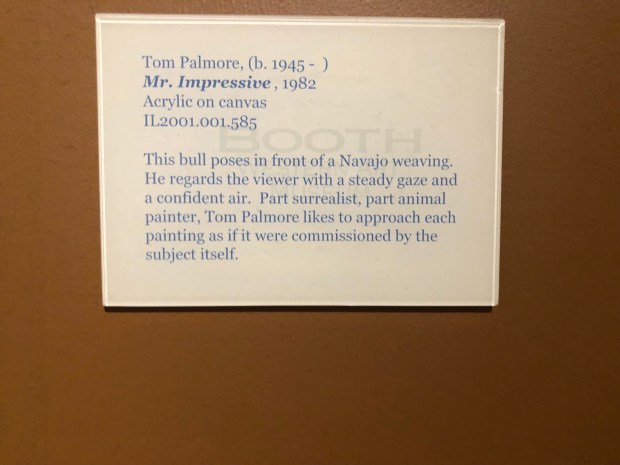 Tom Palmore, (b. 1945 -  )
Mr. Impressive , 1982
Acrylic on canvas
IL2001.001.585
BOOTH
This bull poses in front of a Navajo weaving.
He regards the viewer with a steady gaze and
a confident air.  Part surrealist, part animal
painter, Tom Palmore likes to approach each
painting as if it were commissioned by the
subject itself.